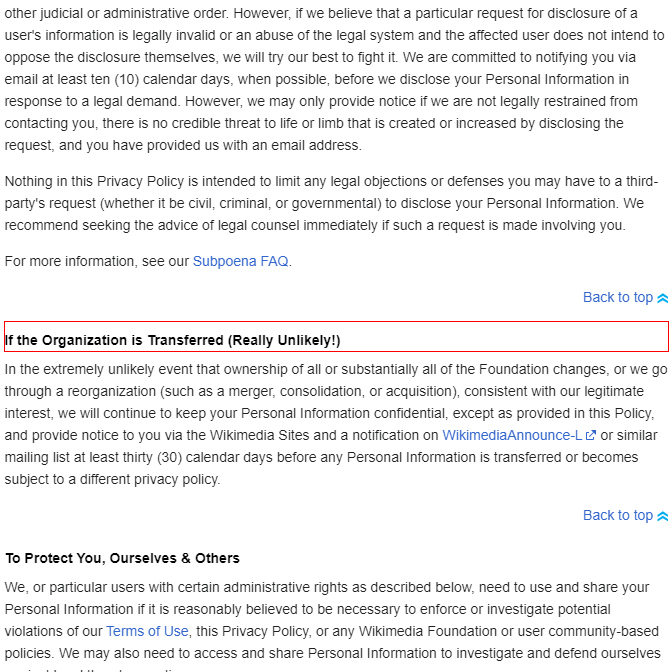 other judicial or administrative order. However, if we believe that a particular request for disclosure of a
user's information is legally invalid or an abuse of the legal system and the affected user does not intend to
oppose the disclosure themselves, we will try our best to fight it. We are committed to notifying you via
email at least ten (10) calendar days, when possible, before we disclose your Personal Information in
response to a legal demand. However, we may only provide notice if we are not legally restrained from
contacting you, there is no credible threat to life or limb that is created or increased by disclosing the
request, and you have provided us with an email address.
Nothing in this Privacy Policy is intended to limit any legal objections or defenses you may have to a third-
party's request (whether it be civil, criminal, or governmental) to disclose your Personal Information. We
recommend seeking the advice of legal counsel immediately if such a request is made involving you.
For more information, see our Subpoena FAQ.
Back to top
If the Organization is Transferred (Really Unlikely!)
In the extremely unlikely event that ownership of all or substantially all of the Foundation changes, or we go
through a reorganization (such as a merger, consolidation, or acquisition), consistent with our legitimate
interest, we will continue to keep your Personal Information confidential, except as provided in this Policy,
and provide notice to you via the Wikimedia Sites and a notification on WikimediaAnnounce-L or similar
mailing list at least thirty (30) calendar days before any Personal Information is transferred or becomes
subject to a different privacy policy.
Back to top
To Protect You, Ourselves & Others
We, or particular users with certain administrative rights as described below, need to use and share your
Personal Information if it is reasonably believed to be necessary to enforce or investigate potential
violations of our Terms of Use, this Privacy Policy, or any Wikimedia Foundation or user community-based
policies. We may also need to access and share Personal Information to investigate and defend ourselves